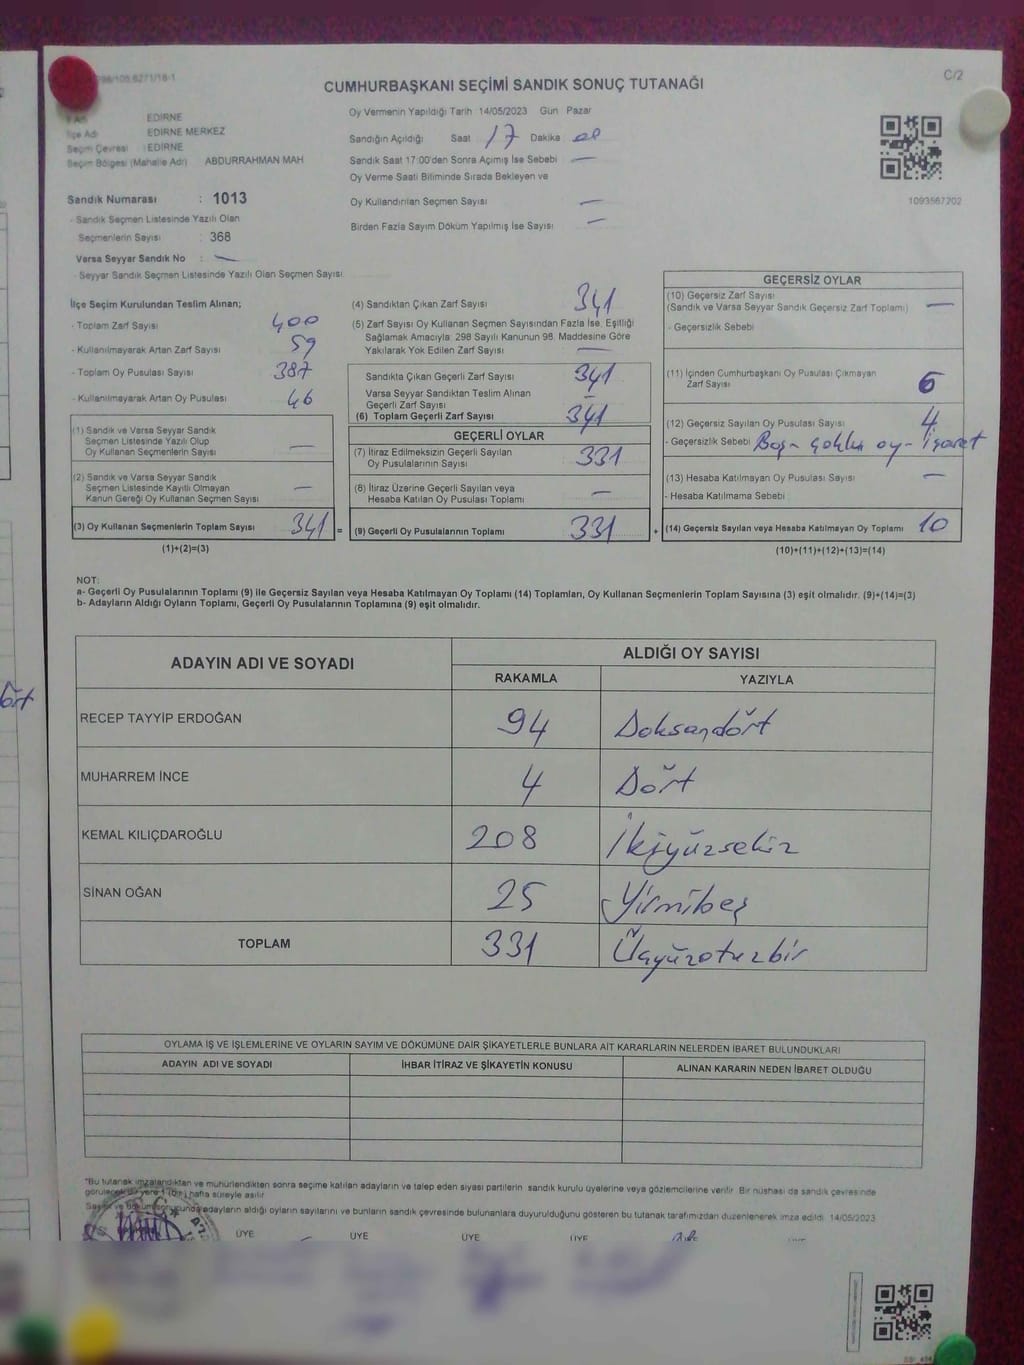 C/2
CUMHURBAŞKANI SEÇİMİ SANDIK SONUÇ TUTANAĞI
EDİRNE
İlçe Adı EDİRNE MERKEZ
Seçim Çevresi : EDİRNE
Seçim Bölgesi (Mahalle Adı) ABDURRAHMAN MAH
Oy Vermenin Yapıldığı Tarih 14/05/2023 Gün Pazar
Sandığın Açıldığı Saat 17 Dakika
Sandık Saat 17:00'den Sonra Açımış İse Sebebi —
Oy Verme Saati Bitiminde Sırada Bekleyen ve
Oy Kullandırılan Seçmen Sayısı —
Birden Fazla Sayım Döküm Yapılmış İse Sayısı —
1093567202
Sandık Numarası : 1013
- Sandık Seçmen Listesinde Yazılı Olan
Seçmenlerin Sayısı : 368
Varsa Seyyar Sandık No : —
- Seyyar Sandık Seçmen Listesinde Yazılı Olan Seçmen Sayısı
İlçe Seçim Kurulundan Teslim Alınan;
- Toplam Zarf Sayısı 400
- Kullanılmayarak Artan Zarf Sayısı 59
- Toplam Oy Pusulası Sayısı 387
- Kullanılmayarak Artan Oy Pusulası 46
(1) Sandık ve Varsa Seyyar Sandık
Seçmen Listesinde Yazılı Olup
Oy Kullanan Seçmenlerin Sayısı —
(2) Sandık ve Varsa Seyyar Sandık
Seçmen Listesinde Kayıtlı Olmayan
Kanun Gereği Oy Kullanan Seçmen Sayısı —
(3) Oy Kullanan Seçmenlerin Toplam Sayısı 341 =
(1)+(2)=(3)
(4) Sandıktan Çıkan Zarf Sayısı 341
(5) Zarf Sayısı Oy Kullanan Seçmen Sayısından Fazla İse, Eşitliği
Sağlamak Amacıyla: 298 Sayılı Kanunun 98. Maddesine Göre
Yakılarak Yok Edilen Zarf Sayısı —
Sandıkta Çıkan Geçerli Zarf Sayısı 341
Varsa Seyyar Sandıktan Teslim Alınan
Geçerli Zarf Sayısı
(6) Toplam Geçerli Zarf Sayısı 341
GEÇERLİ OYLAR
(7) İtiraz Edilmeksizin Geçerli Sayılan
Oy Pusulalarının Sayısı 331
(8) İtiraz Üzerine Geçerli Sayılan veya
Hesaba Katılan Oy Pusulası Toplamı —
(9) Geçerli Oy Pusulalarının Toplamı 331 +
GEÇERSİZ OYLAR
(10) Geçersiz Zarf Sayısı
(Sandık ve Varsa Seyyar Sandık Geçersiz Zarf Toplamı) —
- Geçersizlik Sebebi
(11) İçinden Cumhurbaşkanı Oy Pusulası Çıkmayan
Zarf Sayısı 6
(12) Geçersiz Sayılan Oy Pusulası Sayısı 4
- Geçersizlik Sebebi Boş - çoklu oy - İşaret
(13) Hesaba Katılmayan Oy Pusulası Sayısı —
- Hesaba Katılmama Sebebi
(14) Geçersiz Sayılan veya Hesaba Katılmayan Oy Toplamı 10
(10)+(11)+(12)+(13)=(14)
NOT:
a- Geçerli Oy Pusulalarının Toplamı (9) ile Geçersiz Sayılan veya Hesaba Katılmayan Oy Toplamı (14) Toplamları, Oy Kullanan Seçmenlerin Toplam Sayısına (3) eşit olmalıdır. (9)+(14)=(3)
b- Adayların Aldığı Oyların Toplamı, Geçerli Oy Pusulalarının Toplamına (9) eşit olmalıdır.
ADAYIN ADI VE SOYADI
ALDIĞI OY SAYISI
RAKAMLA YAZIYLA
RECEP TAYYİP ERDOĞAN 94 Doksandört
MUHARREM İNCE 4 Dört
KEMAL KILIÇDAROĞLU 208 İkiyüzsekiz
SİNAN OĞAN 25 Yirmibeş
TOPLAM 331 Üçyüzotuzbir
OYLAMA İŞ VE İŞLEMLERİNE VE OYLARIN SAYIM VE DÖKÜMÜNE DAİR ŞİKAYETLERLE BUNLARA AİT KARARLARIN NELERDEN İBARET BULUNDUKLARI
ADAYIN ADI VE SOYADI İHBAR İTİRAZ VE ŞİKAYETİN KONUSU ALINAN KARARIN NEDEN İBARET OLDUĞU
"Bu tutanak imzalandıktan ve mühürlendikten sonra seçime katılan adayların ve talep eden siyasi partilerin sandık kurulu üyelerine veya gözlemcilerine verilir. Bir nüshası da sandık çevresinde
hafta süreyle asılır
adayların aldığı oyların sayılarını ve bunların sandık çevresinde bulunanlara duyurulduğunu gösteren bu tutanak tarafımızdan düzenlenerek imza edildi. 14/05/2023
ÜYE ÜYE ÜYE ÜYE